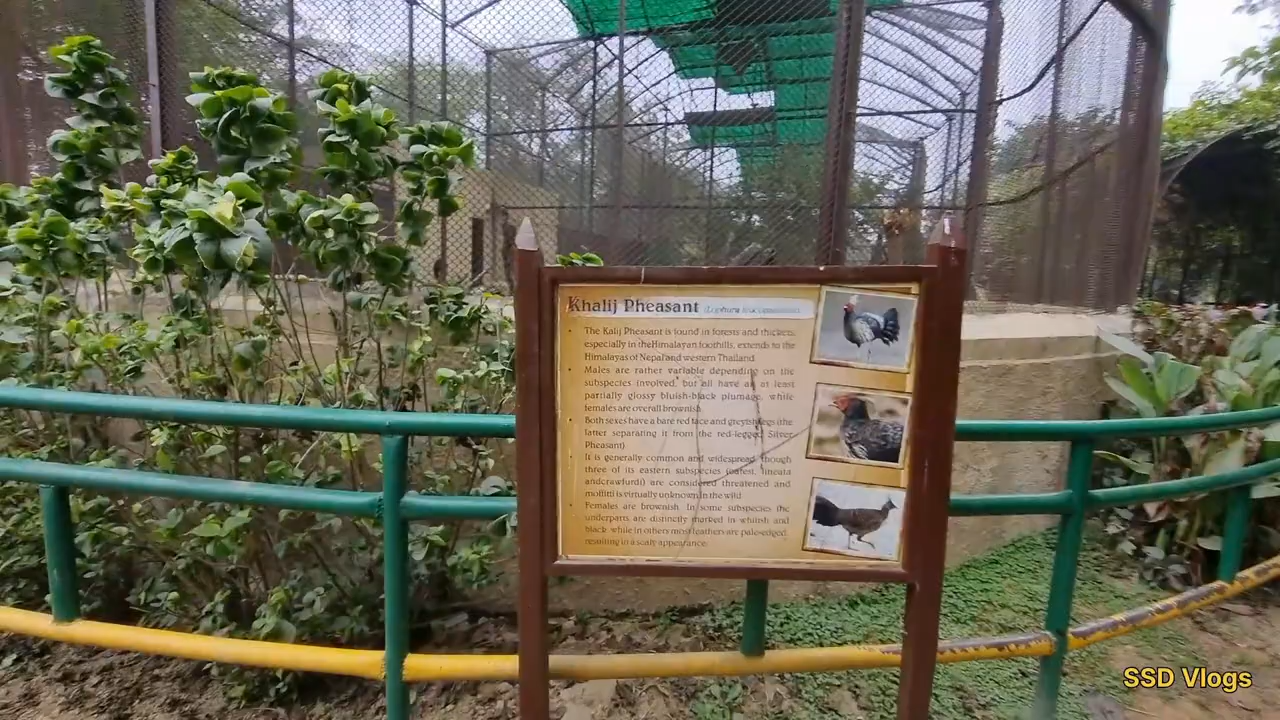 Khalij Pheasant (Lophura leucomelanos)
The Kalij Pheasant is found in forests and thickets,
especially in the Himalayan foothills, extends to the
Himalayas of Nepal and western Thailand.
Males are rather variable depending on the
subspecies involved, but all have an at least
partially glossy bluish-black plumage, while
females are overall brownish.
Both sexes have a bare red face and greyish legs (the
latter separating it from the red-legged Silver
Pheasant)
It is generally common and widespread, though
three of its eastern subspecies lineata
andcrawfurdi) are considered threatened and
moffitti is virtually unknown in the wild
Females are brownish. In some subspecies the
underparts are distinctly marked in whitish and
black while in others most feathers are pale-edged,
resulting in a scaly appearance.
SSD Vlogs